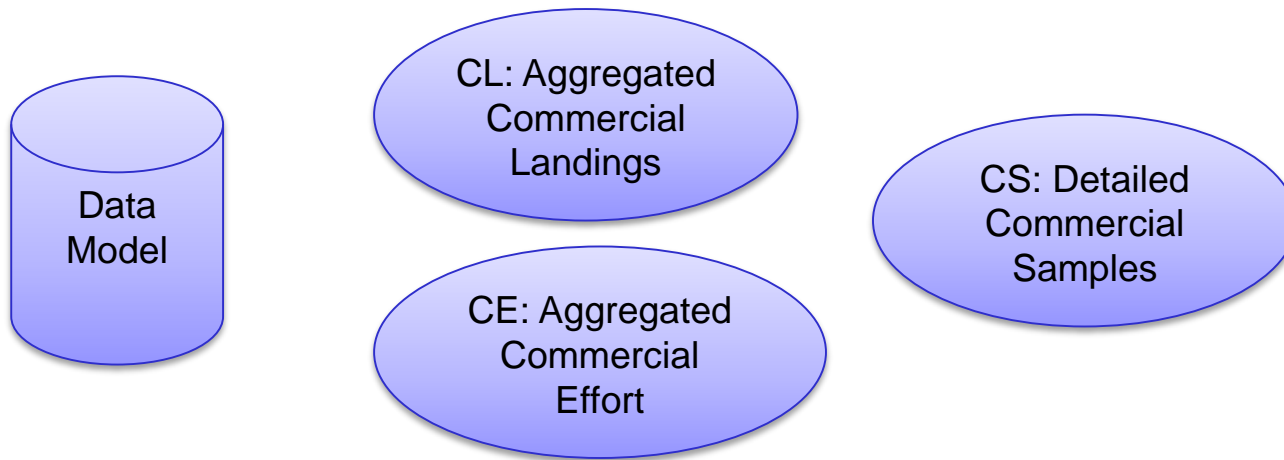 Data
Model
CL: Aggregated
Commercial
Landings
CE: Aggregated
Commercial
Effort
CS: Detailed
Commercial
Samples